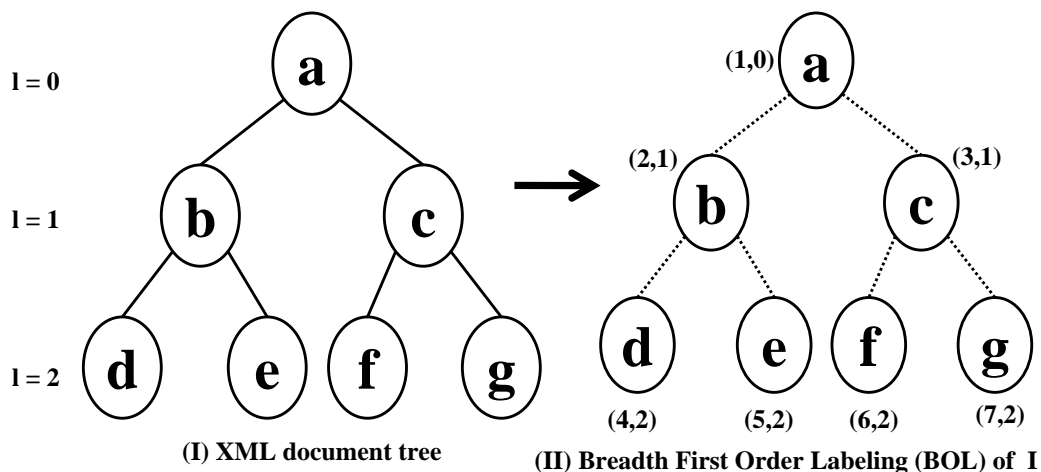 l = 0
a
l = 1
b
c
l = 2
d
e
f
g
(I) XML document tree
(1,0)
a
(2,1)
b
(3,1)
c
d
e
f
g
(4,2)
(5,2)
(6,2)
(7,2)
(II) Breadth First Order Labeling (BOL) of I